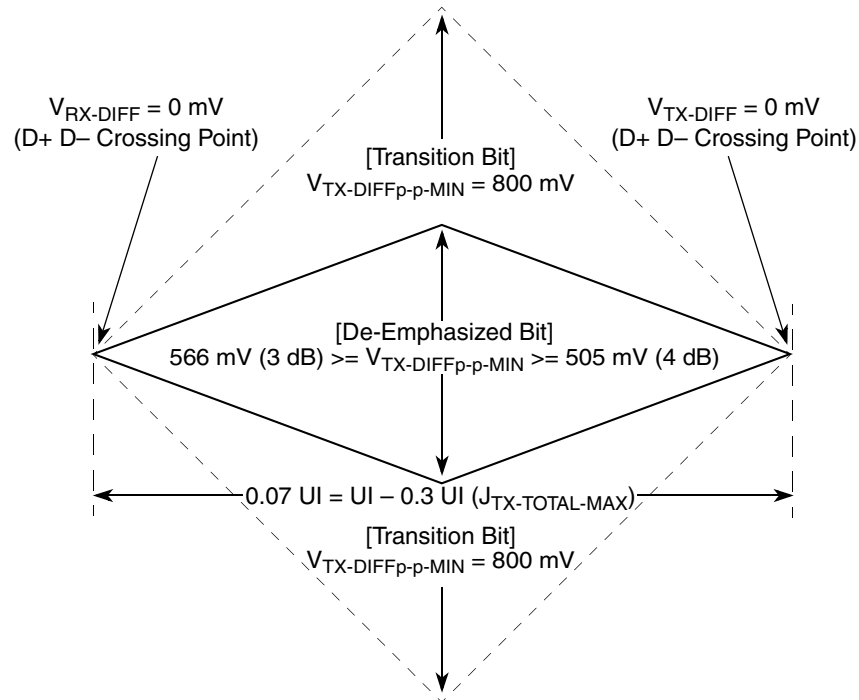 V_RX-DIFF = 0 mV
(D+ D– Crossing Point)
V_TX-DIFF = 0 mV
(D+ D– Crossing Point)
[Transition Bit]
V_TX-DIFFp-p-MIN = 800 mV
[De-Emphasized Bit]
566 mV (3 dB) >= V_TX-DIFFp-p-MIN >= 505 mV (4 dB)
0.07 UI = UI – 0.3 UI (J_TX-TOTAL-MAX)
[Transition Bit]
V_TX-DIFFp-p-MIN = 800 mV